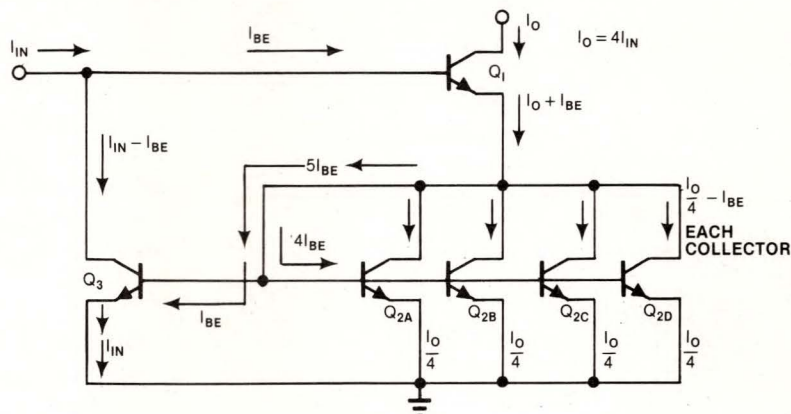 I_IN
I_BE
I_O
I_O = 4I_IN
Q_1
I_O + I_BE
I_IN − I_BE
5I_BE
I_O/4 − I_BE
EACH
COLLECTOR
4I_BE
Q_3
I_BE
I_IN
Q_2A
Q_2B
Q_2C
Q_2D
I_O/4
I_O/4
I_O/4
I_O/4